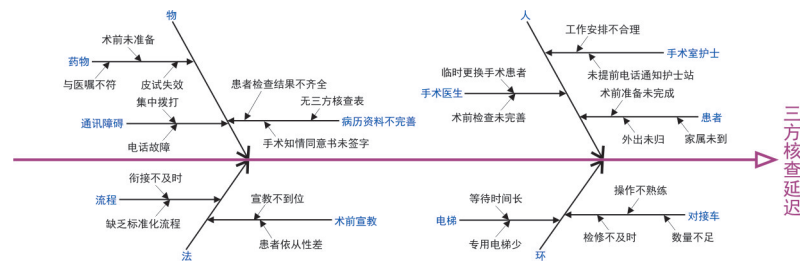 物
人
术前未准备
工作安排不合理
药物
手术室护士
与医嘱不符
皮试失效
患者检查结果不齐全
临时更换手术患者
未提前电话通知护士站
集中拨打
无三方核查表
手术医生
术前准备未完成
通讯障碍
病历资料不完善
术前检查未完善
患者
电话故障
手术知情同意书未签字
外出未归
家属未到
三方核查延迟
衔接不及时
宣教不到位
等待时间长
操作不熟练
流程
术前宣教
电梯
对接车
缺乏标准化流程
患者依从性差
专用电梯少
检修不及时
数量不足
法
环